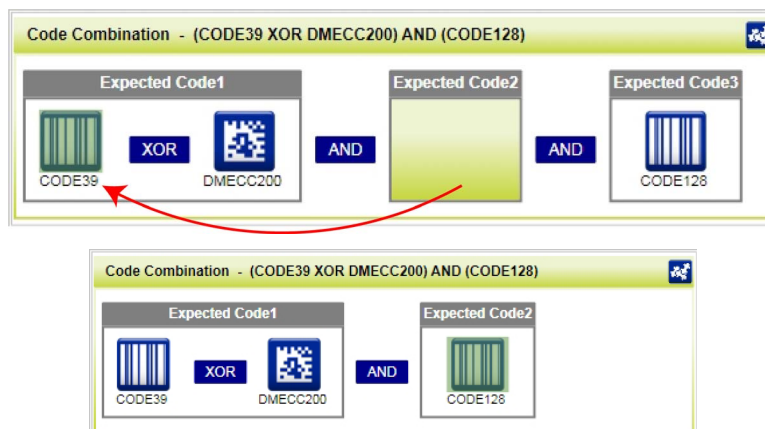 Code Combination - (CODE39 XOR DMECC200) AND (CODE128)
Expected Code1 Expected Code2 Expected Code3
XOR AND AND
CODE39 DMECC200 CODE128
Code Combination - (CODE39 XOR DMECC200) AND (CODE128)
Expected Code1 Expected Code2
XOR AND
CODE39 DMECC200 CODE128